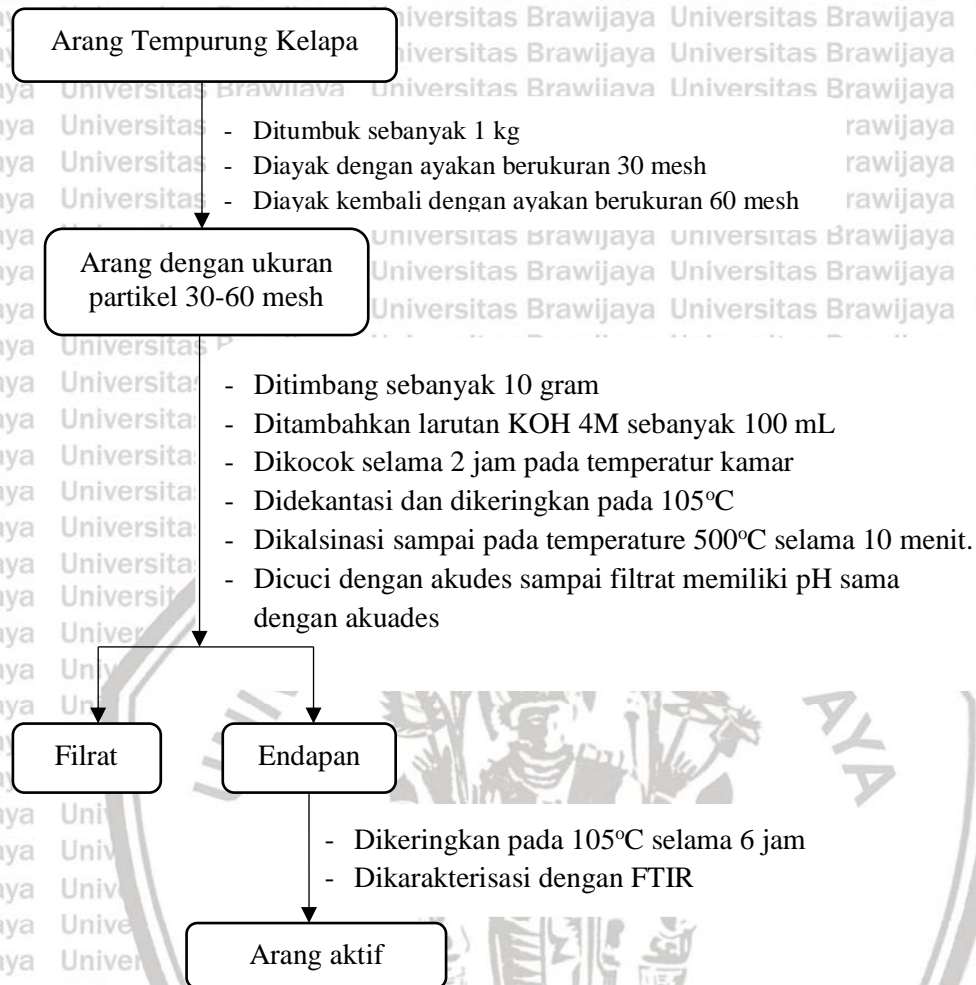 Arang Tempurung Kelapa
- Ditumbuk sebanyak 1 kg
- Diayak dengan ayakan berukuran 30 mesh
- Diayak kembali dengan ayakan berukuran 60 mesh
Arang dengan ukuran
partikel 30-60 mesh
- Ditimbang sebanyak 10 gram
- Ditambahkan larutan KOH 4M sebanyak 100 mL
- Dikocok selama 2 jam pada temperatur kamar
- Didekantasi dan dikeringkan pada 105°C
- Dikalsinasi sampai pada temperature 500°C selama 10 menit.
- Dicuci dengan akudes sampai filtrat memiliki pH sama
dengan akuades
Filrat
Endapan
- Dikeringkan pada 105°C selama 6 jam
- Dikarakterisasi dengan FTIR
Arang aktif